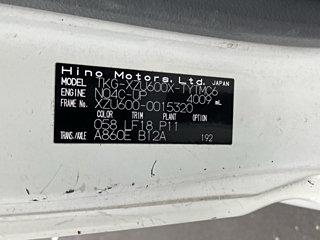 Hino Motors, Ltd. JAPAN
MODEL TKG-XZU600X-TYTMC6
ENGINE N04C-UP 4009 mL
FRAME No. XZU600-0015320
COLOR TRIM PLANT OPTION
058 LF18 P11
TRANS./AXLE A860E B12A 192